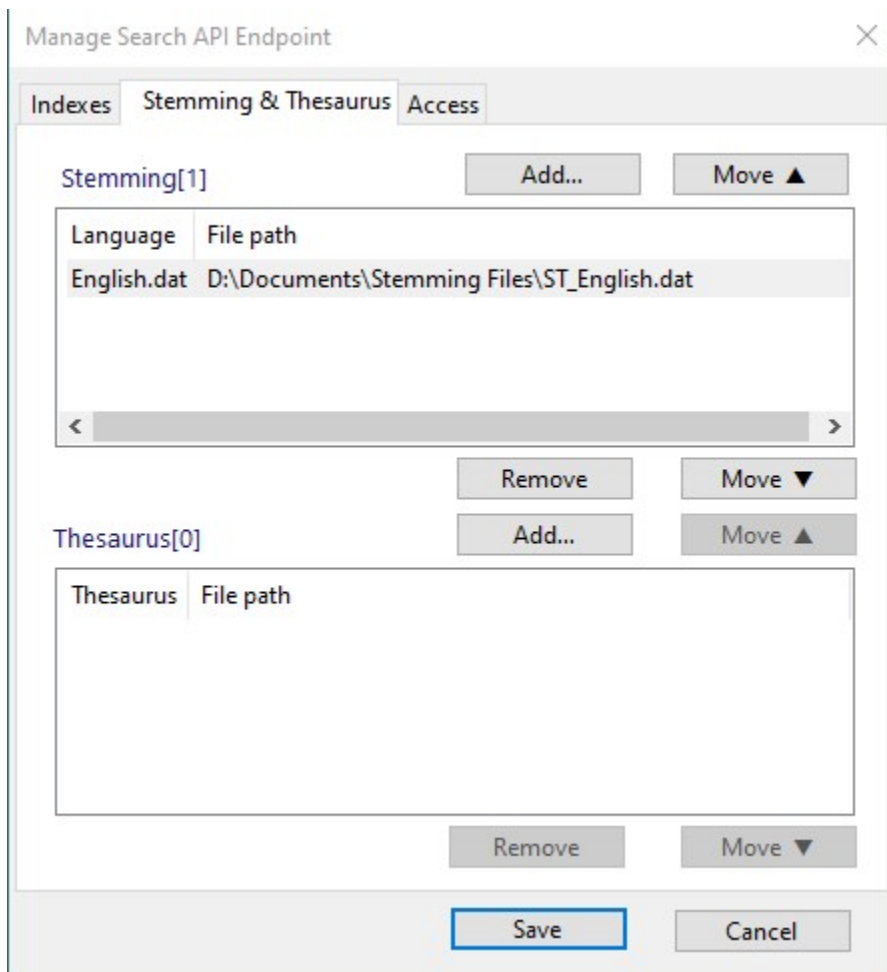 Manage Search API Endpoint
Indexes Stemming & Thesaurus Access
Stemming[1] Add... Move ▲
Language File path
English.dat D:\Documents\Stemming Files\ST_English.dat
Remove Move ▼
Thesaurus[0] Add... Move ▲
Thesaurus File path
Remove Move ▼
Save Cancel